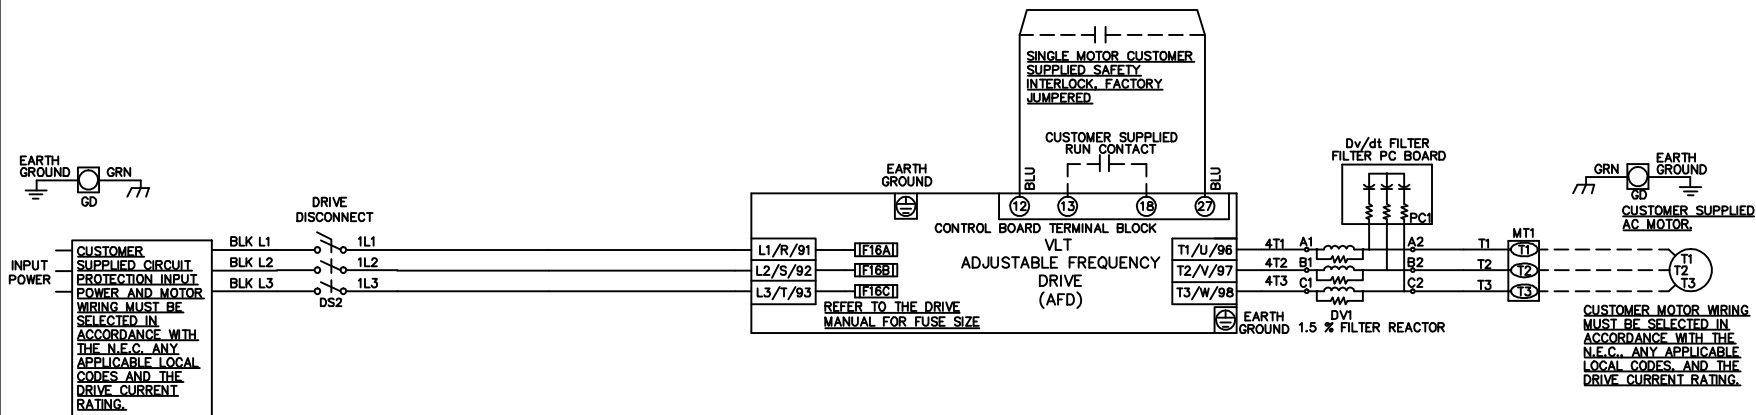 SINGLE MOTOR CUSTOMER
SUPPLIED SAFETY
INTERLOCK, FACTORY
JUMPERED
CUSTOMER SUPPLIED
RUN CONTACT
BLU
BLU
EARTH
GROUND
GRN
GD
INPUT
POWER
CUSTOMER
SUPPLIED CIRCUIT
PROTECTION INPUT
POWER AND MOTOR
WIRING MUST BE
SELECTED IN
ACCORDANCE WITH
THE N.E.C. ANY
APPLICABLE LOCAL
CODES AND THE
DRIVE CURRENT
RATING.
DRIVE
DISCONNECT
BLK L1
1L1
BLK L2
1L2
BLK L3
1L3
DS2
EARTH
GROUND
12
13
18
27
CONTROL BOARD TERMINAL BLOCK
VLT
ADJUSTABLE FREQUENCY
DRIVE
(AFD)
L1/R/91
F16A
L2/S/92
F16B
L3/T/93
F16C
REFER TO THE DRIVE
MANUAL FOR FUSE SIZE
T1/U/96
T2/V/97
T3/W/98
EARTH
GROUND
Dv/dt FILTER
FILTER PC BOARD
PC1
4T1
A1
A2
T1
4T2
B1
B2
T2
4T3
C1
C2
T3
DV1
1.5 % FILTER REACTOR
MT1
T1
T2
T3
GRN
GD
EARTH
GROUND
CUSTOMER SUPPLIED
AC MOTOR.
T1
T2
T3
CUSTOMER MOTOR WIRING
MUST BE SELECTED IN
ACCORDANCE WITH THE
N.E.C., ANY APPLICABLE
LOCAL CODES, AND THE
DRIVE CURRENT RATING.